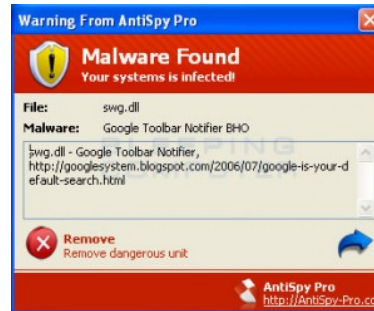 Warning From AntiSpy Pro
Malware Found
Your systems is infected!
File: swg.dll
Malware: Google Toolbar Notifier BHO
swg.dll - Google Toolbar Notifier,
http://googlesystem.blogspot.com/2006/07/google-is-your-d
efault-search.html
BLEEPING
COMPUTER
Remove
Remove dangerous unit
AntiSpy Pro
http://AntiSpy-Pro.co